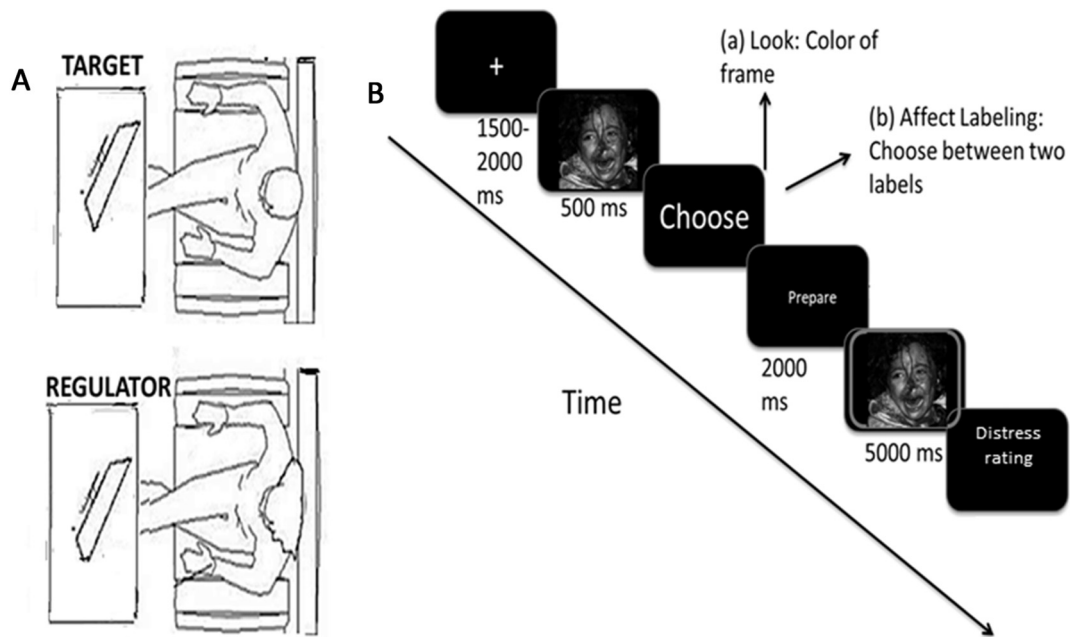 A
TARGET
REGULATOR
B
+
1500-
2000
ms
500 ms
Choose
(a) Look: Color of
frame
(b) Affect Labeling:
Choose between two
labels
Prepare
2000
ms
5000 ms
Distress
rating
Time